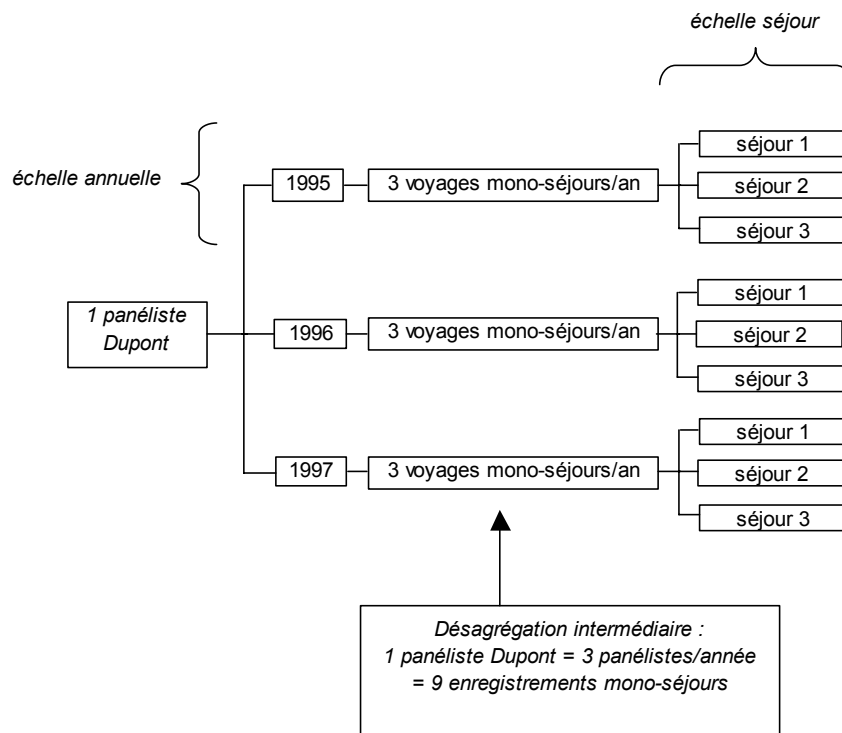 échelle séjour
échelle annuelle
1995
3 voyages mono-séjours/an
séjour 1
séjour 2
séjour 3
1 panéliste
Dupont
1996
3 voyages mono-séjours/an
séjour 1
séjour 2
séjour 3
1997
3 voyages mono-séjours/an
séjour 1
séjour 2
séjour 3
Désagrégation intermédiaire :
1 panéliste Dupont = 3 panélistes/année
= 9 enregistrements mono-séjours